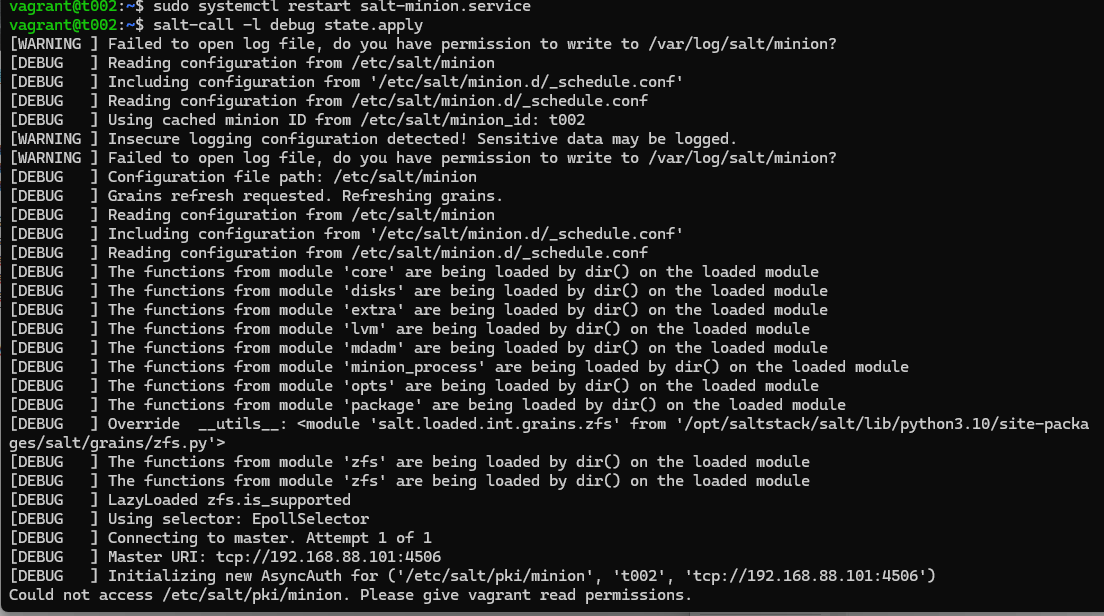 vagrant@t002:~$ sudo systemctl restart salt-minion.service
vagrant@t002:~$ salt-call -l debug state.apply
[WARNING ] Failed to open log file, do you have permission to write to /var/log/salt/minion?
[DEBUG   ] Reading configuration from /etc/salt/minion
[DEBUG   ] Including configuration from '/etc/salt/minion.d/_schedule.conf'
[DEBUG   ] Reading configuration from /etc/salt/minion.d/_schedule.conf
[DEBUG   ] Using cached minion ID from /etc/salt/minion_id: t002
[WARNING ] Insecure logging configuration detected! Sensitive data may be logged.
[WARNING ] Failed to open log file, do you have permission to write to /var/log/salt/minion?
[DEBUG   ] Configuration file path: /etc/salt/minion
[DEBUG   ] Grains refresh requested. Refreshing grains.
[DEBUG   ] Reading configuration from /etc/salt/minion
[DEBUG   ] Including configuration from '/etc/salt/minion.d/_schedule.conf'
[DEBUG   ] Reading configuration from /etc/salt/minion.d/_schedule.conf
[DEBUG   ] The functions from module 'core' are being loaded by dir() on the loaded module
[DEBUG   ] The functions from module 'disks' are being loaded by dir() on the loaded module
[DEBUG   ] The functions from module 'extra' are being loaded by dir() on the loaded module
[DEBUG   ] The functions from module 'lvm' are being loaded by dir() on the loaded module
[DEBUG   ] The functions from module 'mdadm' are being loaded by dir() on the loaded module
[DEBUG   ] The functions from module 'minion_process' are being loaded by dir() on the loaded module
[DEBUG   ] The functions from module 'opts' are being loaded by dir() on the loaded module
[DEBUG   ] The functions from module 'package' are being loaded by dir() on the loaded module
[DEBUG   ] Override  __utils__: <module 'salt.loaded.int.grains.zfs' from '/opt/saltstack/salt/lib/python3.10/site-packa
ges/salt/grains/zfs.py'>
[DEBUG   ] The functions from module 'zfs' are being loaded by dir() on the loaded module
[DEBUG   ] The functions from module 'zfs' are being loaded by dir() on the loaded module
[DEBUG   ] LazyLoaded zfs.is_supported
[DEBUG   ] Using selector: EpollSelector
[DEBUG   ] Connecting to master. Attempt 1 of 1
[DEBUG   ] Master URI: tcp://192.168.88.101:4506
[DEBUG   ] Initializing new AsyncAuth for ('/etc/salt/pki/minion', 't002', 'tcp://192.168.88.101:4506')
Could not access /etc/salt/pki/minion. Please give vagrant read permissions.